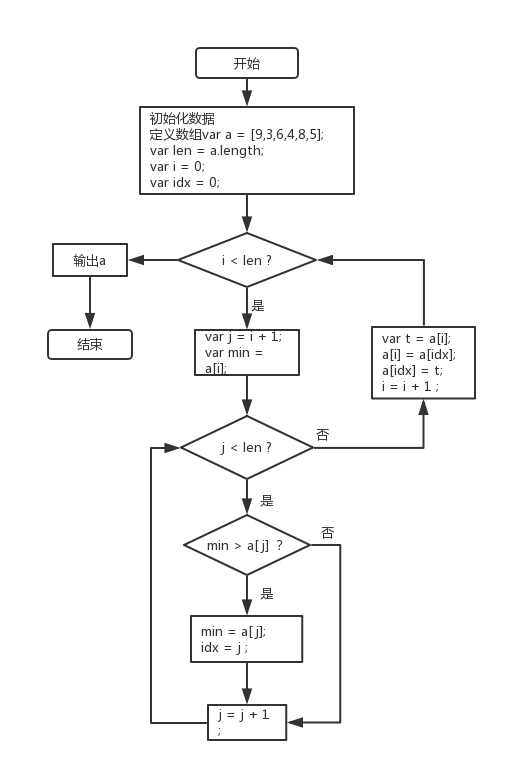 开始
初始化数据
定义数组var a = [9,3,6,4,8,5];
var len = a.length;
var i = 0;
var idx = 0;
输出a
i < len ?
是
结束
var j = i + 1;
var min =
a[i];
var t = a[i];
a[i] = a[idx];
a[idx] = t;
i = i + 1 ;
j < len ?
否
是
min > a[j] ?
否
是
min = a[j];
idx = j ;
j = j + 1
;